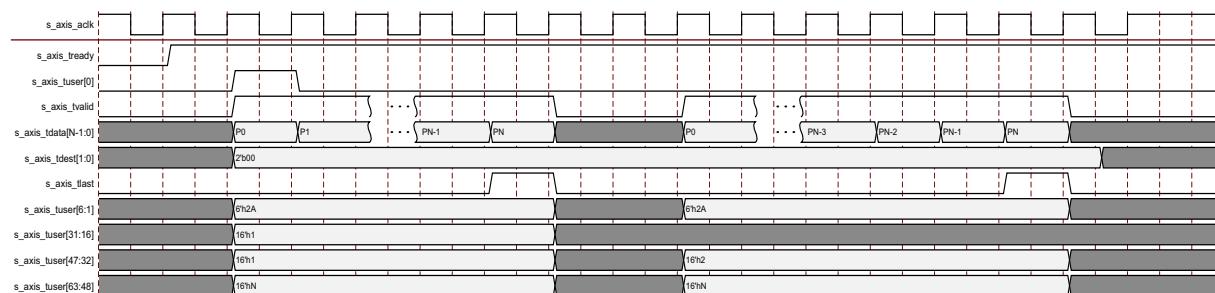 s_axis_aclk
s_axis_tready
s_axis_tuser[0]
s_axis_tvalid
s_axis_tdata[N-1:0] P0 P1 PN-1 PN P0 PN-3 PN-2 PN-1 PN
s_axis_tdest[1:0] 2'b00
s_axis_tlast
s_axis_tuser[6:1] 6'h2A 6'h2A
s_axis_tuser[31:16] 16'h1
s_axis_tuser[47:32] 16'h1 16'h2
s_axis_tuser[63:48] 16'hN 16'hN